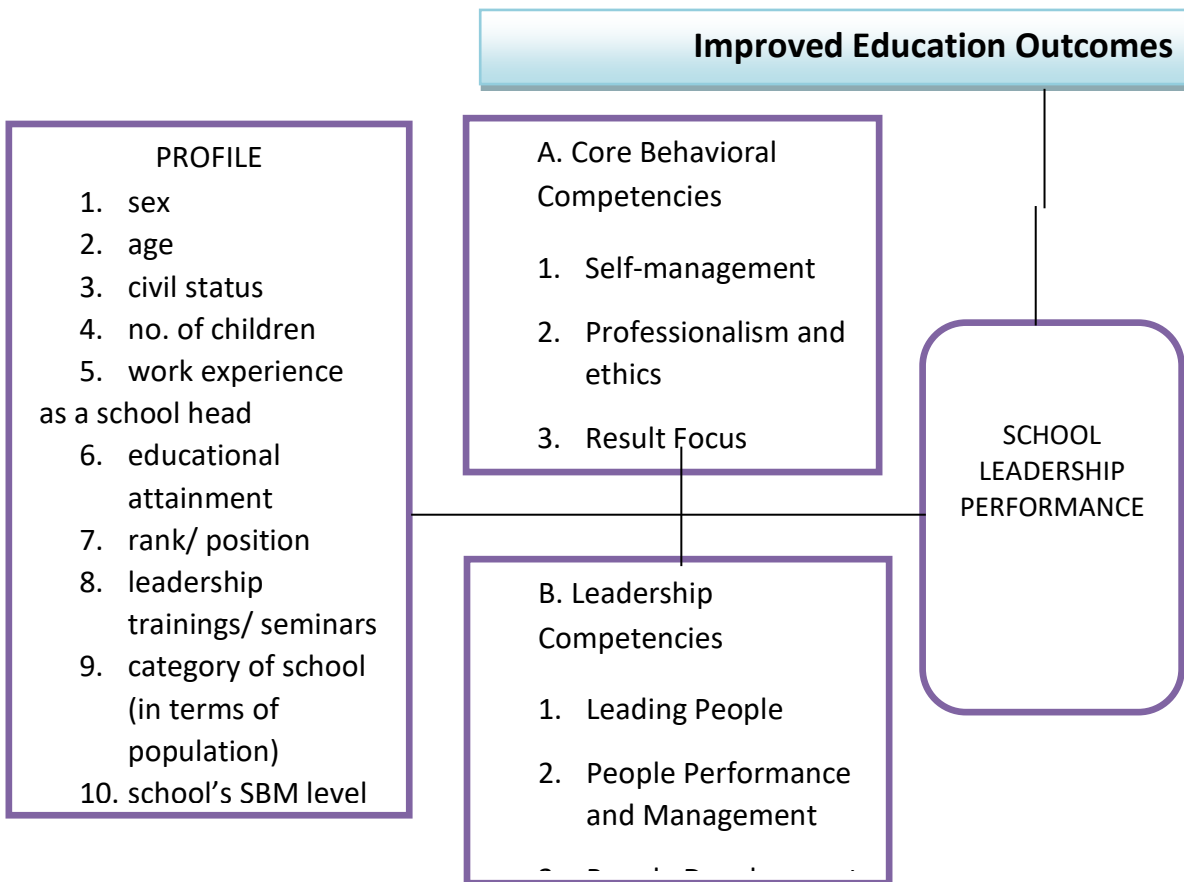 Improved Education Outcomes
PROFILE
1. sex
2. age
3. civil status
4. no. of children
5. work experience
as a school head
6. educational
attainment
7. rank/ position
8. leadership
trainings/ seminars
9. category of school
(in terms of
population)
10. school's SBM level
A. Core Behavioral
Competencies
1. Self-management
2. Professionalism and
ethics
3. Result Focus
B. Leadership
Competencies
1. Leading People
2. People Performance
and Management
SCHOOL
LEADERSHIP
PERFORMANCE